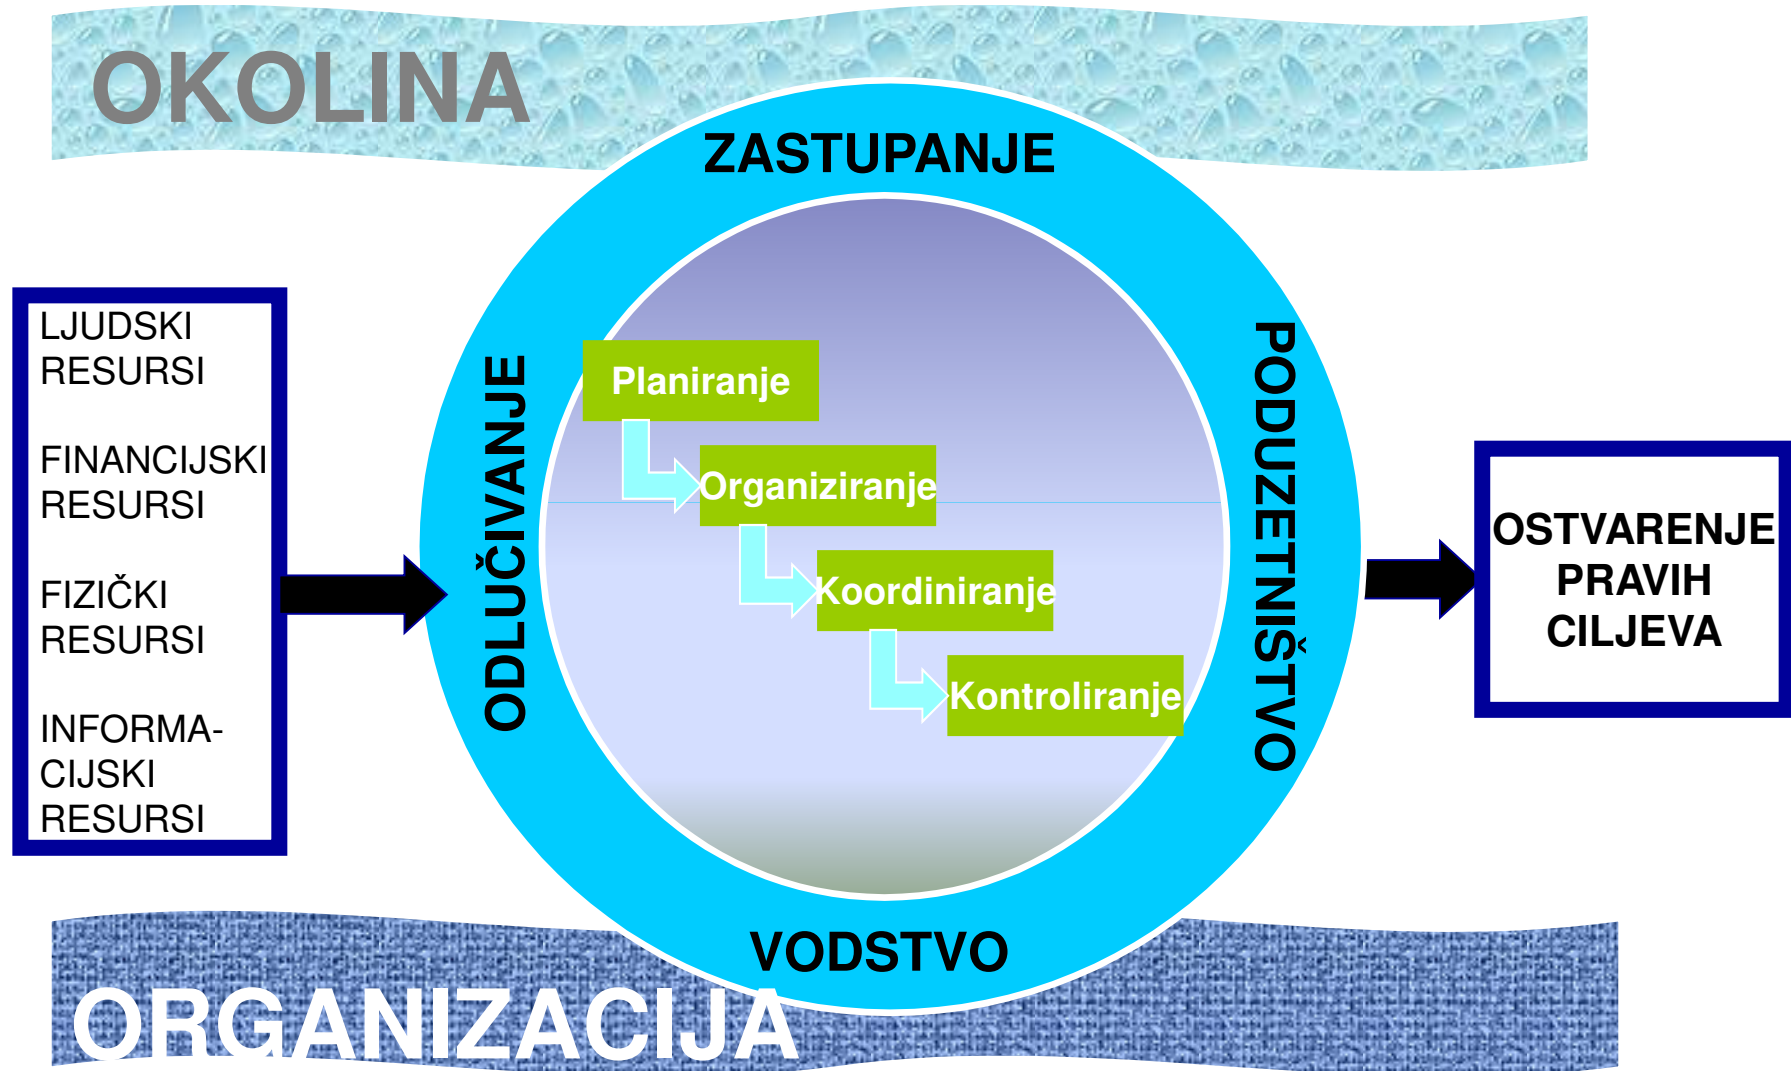 OKOLINA
ZASTUPANJE
LJUDSKI
RESURSI
FINANCIJSKI
RESURSI
FIZIČKI
RESURSI
INFORMA-
CIJSKI
RESURSI
ODLUČIVANJE
Planiranje
Organiziranje
Koordiniranje
Kontroliranje
PODUZETNIŠTVO
OSTVARENJE
PRAVIH
CILJEVA
VODSTVO
ORGANIZACIJA